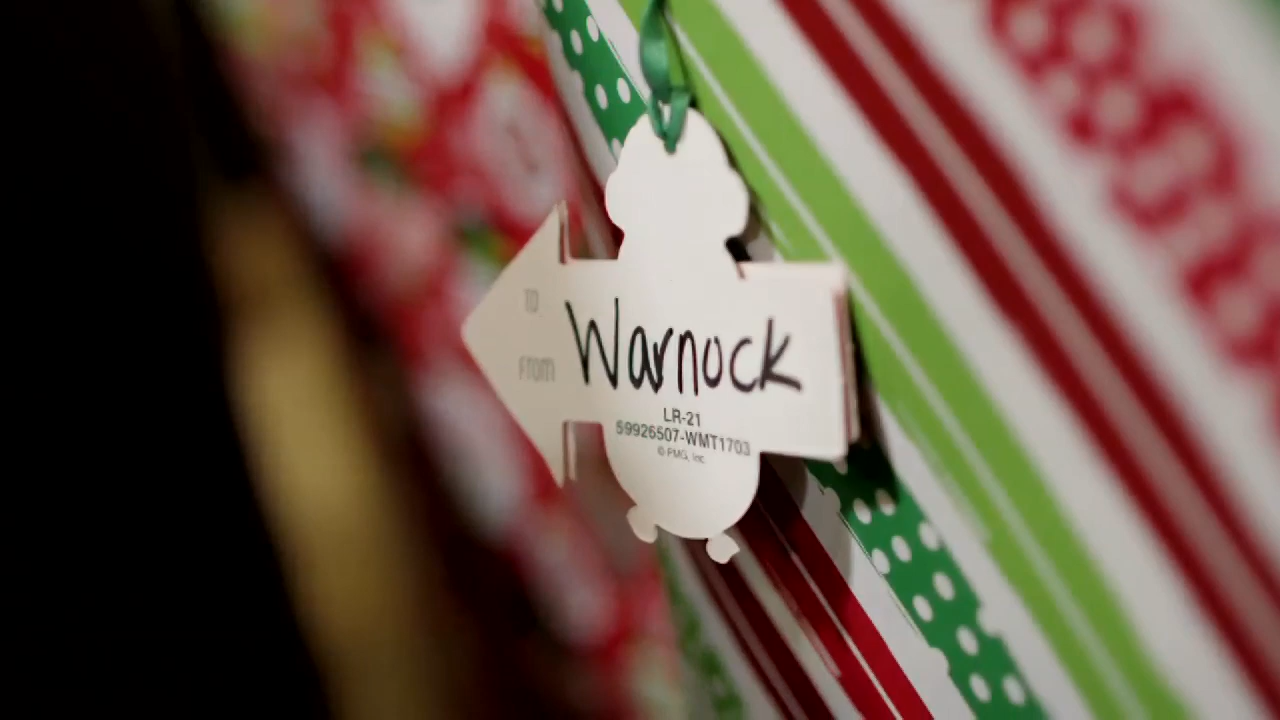 TO
FROM
Warnock
LR-21
59926507-WMT1703
© PMG, Inc.